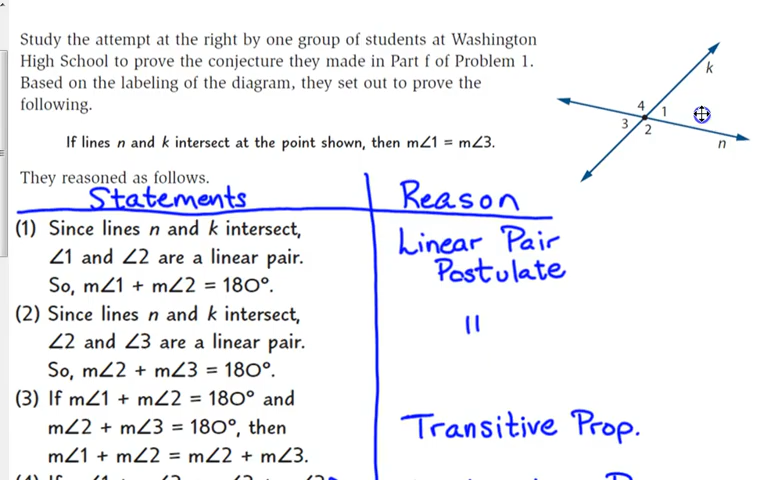 Study the attempt at the right by one group of students at Washington
High School to prove the conjecture they made in Part f of Problem 1.
Based on the labeling of the diagram, they set out to prove the
following.
If lines n and k intersect at the point shown, then m∠1 = m∠3.
They reasoned as follows.
k
4
1
3
2
n
Statements
Reason
(1) Since lines n and k intersect,
∠1 and ∠2 are a linear pair.
So, m∠1 + m∠2 = 180°.
Linear Pair
Postulate
(2) Since lines n and k intersect,
∠2 and ∠3 are a linear pair.
So, m∠2 + m∠3 = 180°.
"
(3) If m∠1 + m∠2 = 180° and
m∠2 + m∠3 = 180°, then
m∠1 + m∠2 = m∠2 + m∠3.
Transitive Prop.